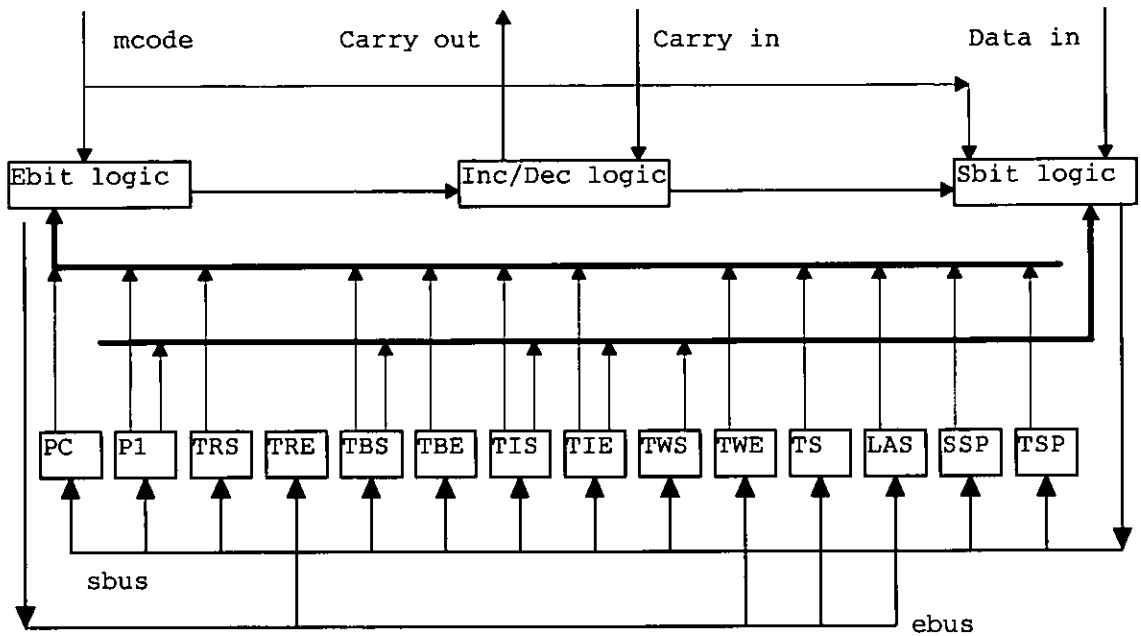 mcode Carry out Carry in Data in
Ebit logic Inc/Dec logic Sbit logic
PC P1 TRS TRE TBS TBE TIS TIE TWS TWE TS LAS SSP TSP
sbus
ebus